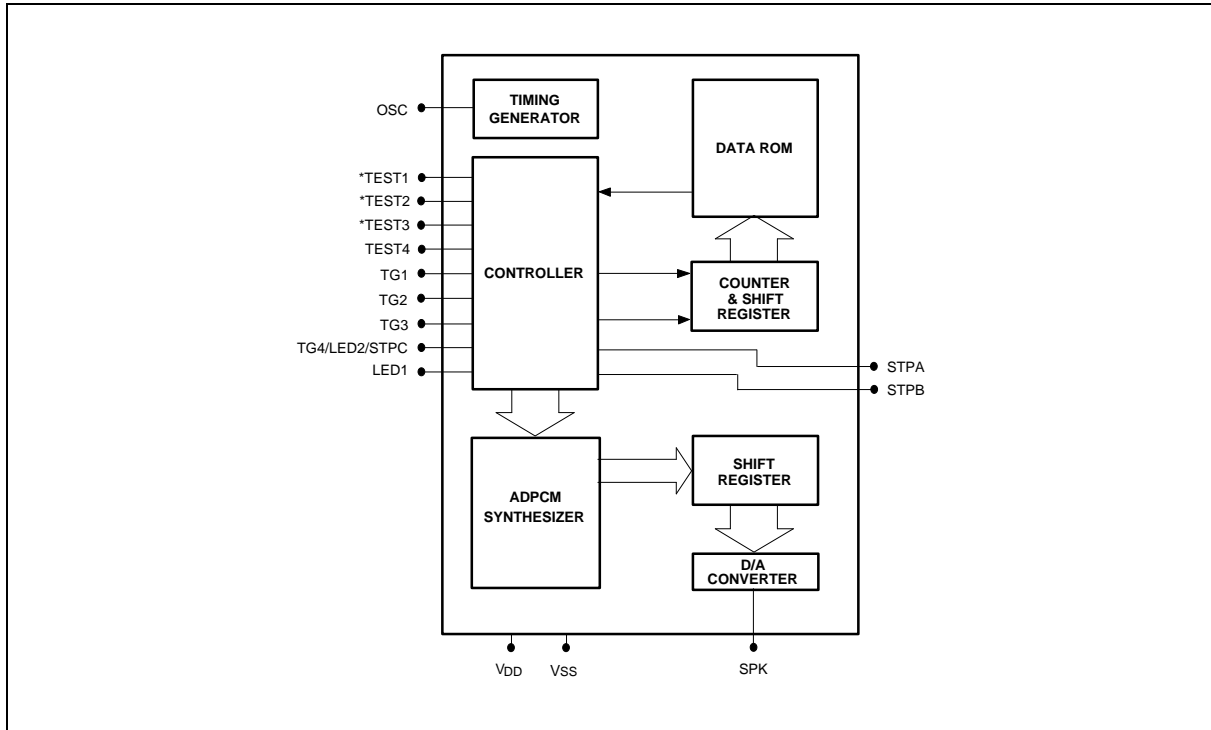 OSC
TIMING
GENERATOR
DATA ROM
*TEST1
*TEST2
*TEST3
TEST4
TG1
TG2
TG3
TG4/LED2/STPC
LED1
CONTROLLER
COUNTER
& SHIFT
REGISTER
STPA
STPB
ADPCM
SYNTHESIZER
SHIFT
REGISTER
D/A
CONVERTER
VDD
VSS
SPK